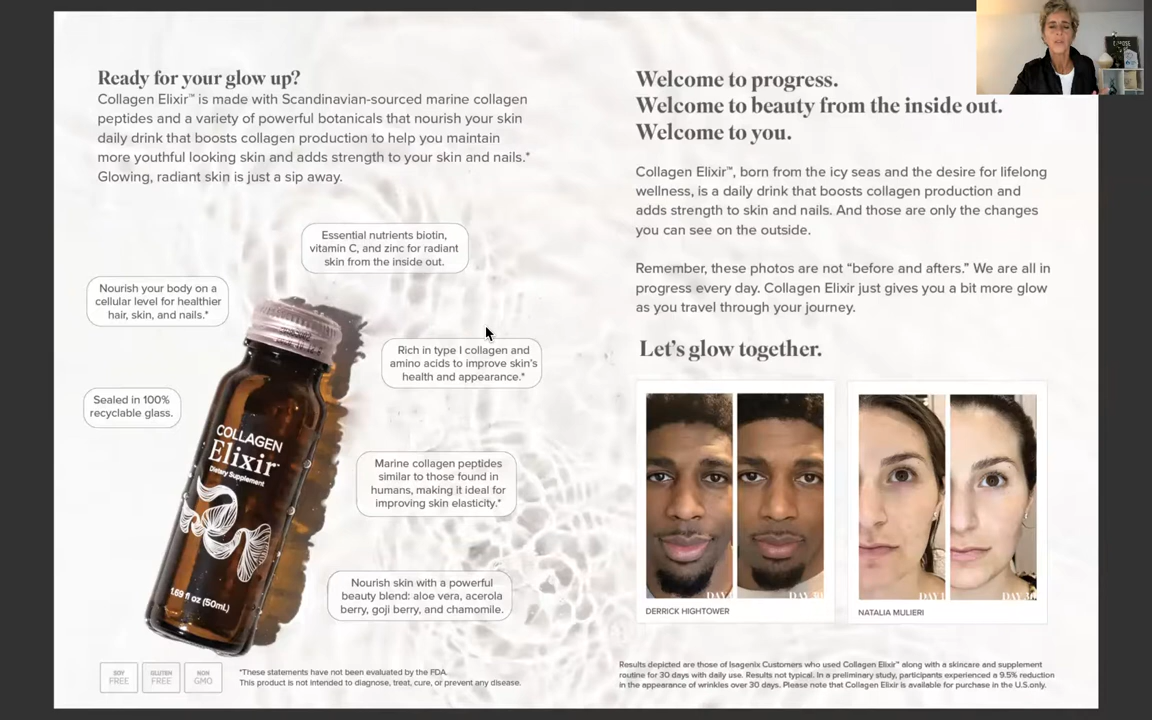 Ready for your glow up?
Collagen Elixir™ is made with Scandinavian-sourced marine collagen
peptides and a variety of powerful botanicals that nourish your skin
daily drink that boosts collagen production to help you maintain
more youthful looking skin and adds strength to your skin and nails.*
Glowing, radiant skin is just a sip away.
Essential nutrients biotin,
vitamin C, and zinc for radiant
skin from the inside out.
Nourish your body on a
cellular level for healthier
hair, skin, and nails.*
Rich in type I collagen and
amino acids to improve skin's
health and appearance.*
Sealed in 100%
recyclable glass.
COLLAGEN
Elixir
Dietary Supplement
1.69 fl oz (50mL)
Marine collagen peptides
similar to those found in
humans, making it ideal for
improving skin elasticity.*
Nourish skin with a powerful
beauty blend: aloe vera, acerola
berry, goji berry, and chamomile.
SOY
FREE
GLUTEN
FREE
NON
GMO
*These statements have not been evaluated by the FDA.
This product is not intended to diagnose, treat, cure, or prevent any disease.
Welcome to progress.
Welcome to beauty from the inside out.
Welcome to you.
Collagen Elixir™, born from the icy seas and the desire for lifelong
wellness, is a daily drink that boosts collagen production and
adds strength to skin and nails. And those are only the changes
you can see on the outside.
Remember, these photos are not “before and afters.” We are all in
progress every day. Collagen Elixir just gives you a bit more glow
as you travel through your journey.
Let's glow together.
DERRICK HIGHTOWER
NATALIA MULIERI
Results depicted are those of Isagenix Customers who used Collagen Elixir™ along with a skincare and supplement
routine for 30 days with daily use. Results not typical. In a preliminary study, participants experienced a 9.5% reduction
in the appearance of wrinkles over 30 days. Please note that Collagen Elixir is available for purchase in the U.S.only.